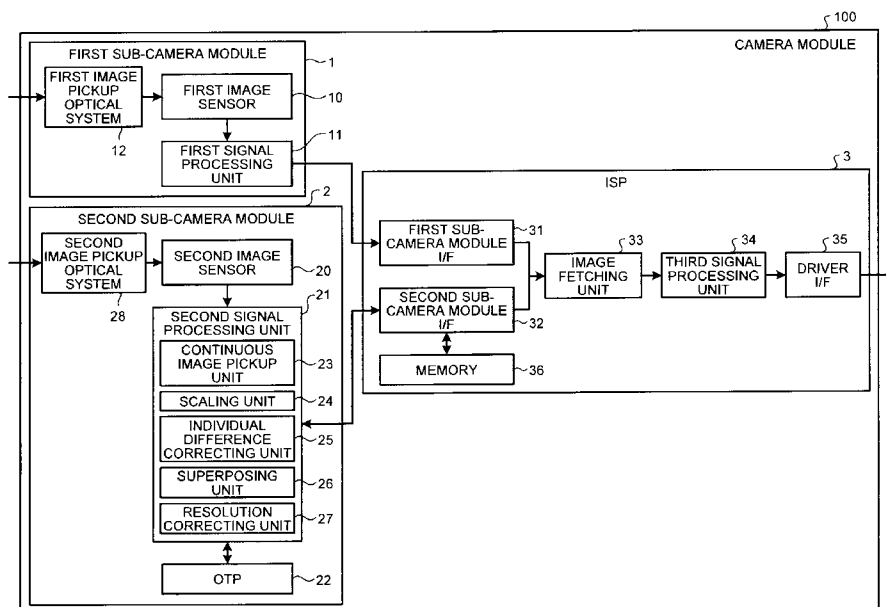 100
CAMERA MODULE
FIRST SUB-CAMERA MODULE
1
FIRST IMAGE
PICKUP
OPTICAL
SYSTEM
12
FIRST IMAGE
SENSOR
10
11
FIRST SIGNAL
PROCESSING
UNIT
2
SECOND SUB-CAMERA MODULE
SECOND
IMAGE PICKUP
OPTICAL
SYSTEM
28
SECOND IMAGE
SENSOR
20
21
SECOND SIGNAL
PROCESSING UNIT
CONTINUOUS
IMAGE PICKUP
UNIT
23
SCALING UNIT
24
INDIVIDUAL
DIFFERENCE
CORRECTING UNIT
25
SUPERPOSING
UNIT
26
RESOLUTION
CORRECTING UNIT
27
OTP
22
3
ISP
FIRST SUB-
CAMERA MODULE
I/F
31
SECOND SUB-
CAMERA MODULE
I/F
32
MEMORY
36
33
IMAGE
FETCHING
UNIT
34
THIRD SIGNAL
PROCESSING
UNIT
35
DRIVER
I/F